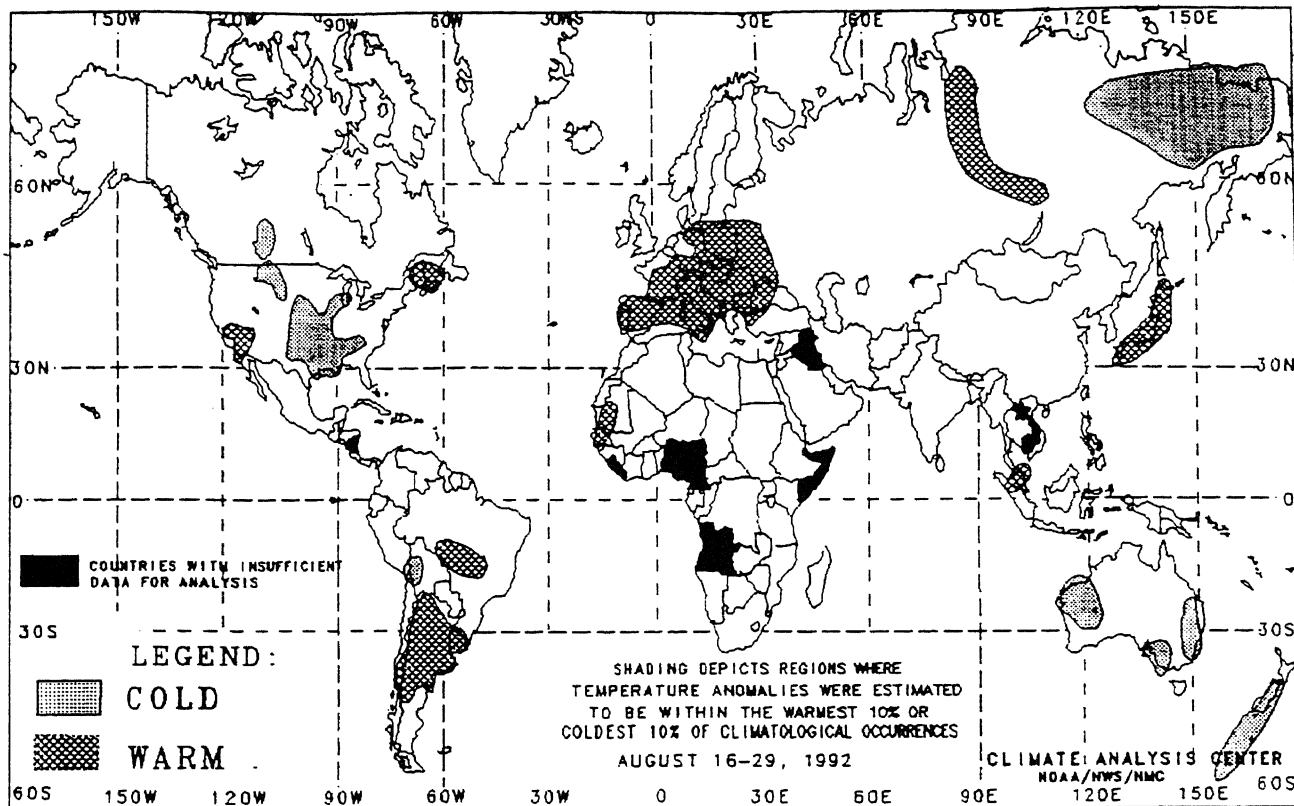 150W 90W 60W 30W 0 30E 60E 90E 120E 150E
60N 60N
30N 30N
0 0
COUNTRIES WITH INSUFFICIENT
DATA FOR ANALYSIS
30S 30S
LEGEND:
COLD
WARM
SHADING DEPICTS REGIONS WHERE
TEMPERATURE ANOMALIES WERE ESTIMATED
TO BE WITHIN THE WARMEST 10% OR
COLDEST 10% OF CLIMATOLOGICAL OCCURRENCES
AUGUST 16-29, 1992
CLIMATE ANALYSIS CENTER
NOAA/NWS/NMC
60S 150W 120W 90W 60W 30W 0 30E 60E 90E 120E 150E 60S